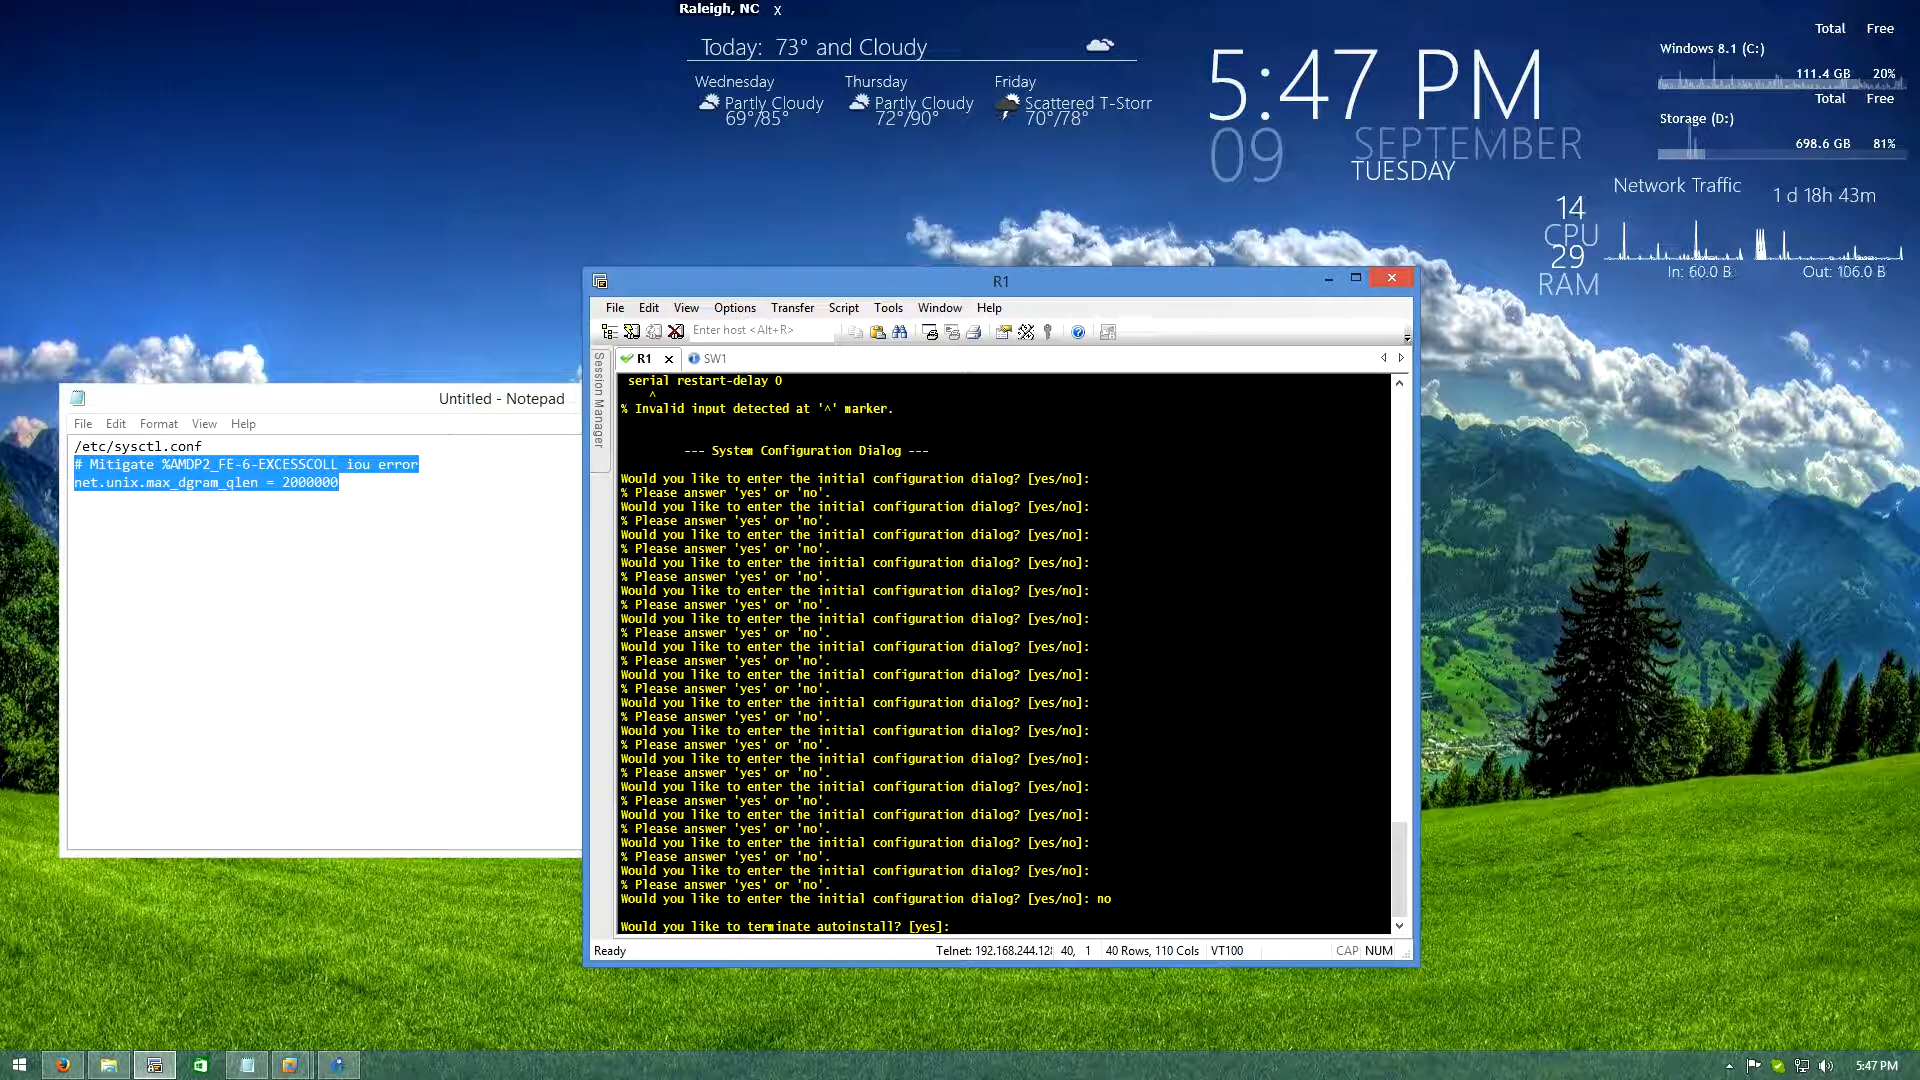 Raleigh, NC x
Today: 73° and Cloudy
Wednesday
Partly Cloudy
69°/85°
Thursday
Partly Cloudy
72°/90°
Friday
Scattered T-Storr
70°/78°
5:47 PM
09
SEPTEMBER
TUESDAY
Total Free
Windows 8.1 (C:)
111.4 GB 20%
Total Free
Storage (D:)
698.6 GB 81%
Network Traffic
1 d 18h 43m
14
CPU
29
RAM
In: 60.0 B
Out: 106.0 B
Untitled - Notepad
File Edit Format View Help
/etc/sysctl.conf
# Mitigate %AMDP2_FE-6-EXCESSCOLL iou error
net.unix.max_dgram_qlen = 2000000
R1
File Edit View Options Transfer Script Tools Window Help
Enter host <Alt+R>
Session Manager
R1 SW1
serial restart-delay 0
^
% Invalid input detected at '^' marker.
--- System Configuration Dialog ---
Would you like to enter the initial configuration dialog? [yes/no]:
% Please answer 'yes' or 'no'.
Would you like to enter the initial configuration dialog? [yes/no]:
% Please answer 'yes' or 'no'.
Would you like to enter the initial configuration dialog? [yes/no]:
% Please answer 'yes' or 'no'.
Would you like to enter the initial configuration dialog? [yes/no]:
% Please answer 'yes' or 'no'.
Would you like to enter the initial configuration dialog? [yes/no]:
% Please answer 'yes' or 'no'.
Would you like to enter the initial configuration dialog? [yes/no]:
% Please answer 'yes' or 'no'.
Would you like to enter the initial configuration dialog? [yes/no]:
% Please answer 'yes' or 'no'.
Would you like to enter the initial configuration dialog? [yes/no]:
% Please answer 'yes' or 'no'.
Would you like to enter the initial configuration dialog? [yes/no]:
% Please answer 'yes' or 'no'.
Would you like to enter the initial configuration dialog? [yes/no]:
% Please answer 'yes' or 'no'.
Would you like to enter the initial configuration dialog? [yes/no]:
% Please answer 'yes' or 'no'.
Would you like to enter the initial configuration dialog? [yes/no]:
% Please answer 'yes' or 'no'.
Would you like to enter the initial configuration dialog? [yes/no]:
% Please answer 'yes' or 'no'.
Would you like to enter the initial configuration dialog? [yes/no]:
% Please answer 'yes' or 'no'.
Would you like to enter the initial configuration dialog? [yes/no]:
% Please answer 'yes' or 'no'.
Would you like to enter the initial configuration dialog? [yes/no]: no
Would you like to terminate autoinstall? [yes]:
Ready Telnet: 192.168.244.128 40, 1 40 Rows, 110 Cols VT100 CAP NUM
5:47 PM